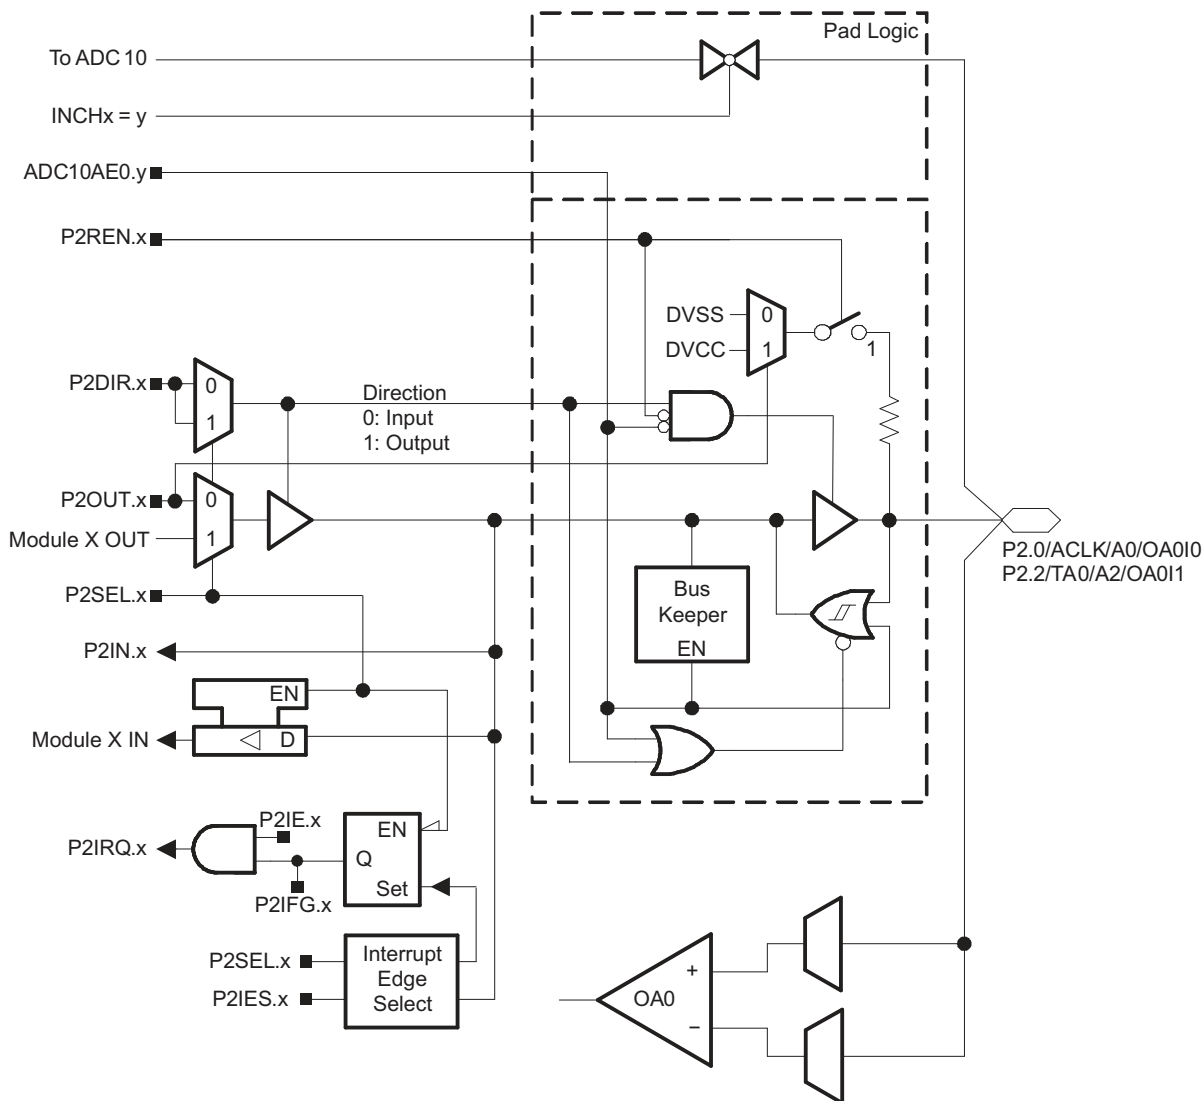 Pad Logic
To ADC 10
INCHx = y
ADC10AE0.y
P2REN.x
DVSS
0
DVCC
1
1
P2DIR.x
0
1
Direction
0: Input
1: Output
P2OUT.x
0
Module X OUT
1
P2.0/ACLK/A0/OA0I0
P2.2/TA0/A2/OA0I1
P2SEL.x
Bus
Keeper
EN
P2IN.x
EN
Module X IN
D
P2IE.x
EN
P2IRQ.x
Q
Set
P2IFG.x
P2SEL.x
P2IES.x
Interrupt
Edge
Select
+
OA0
−